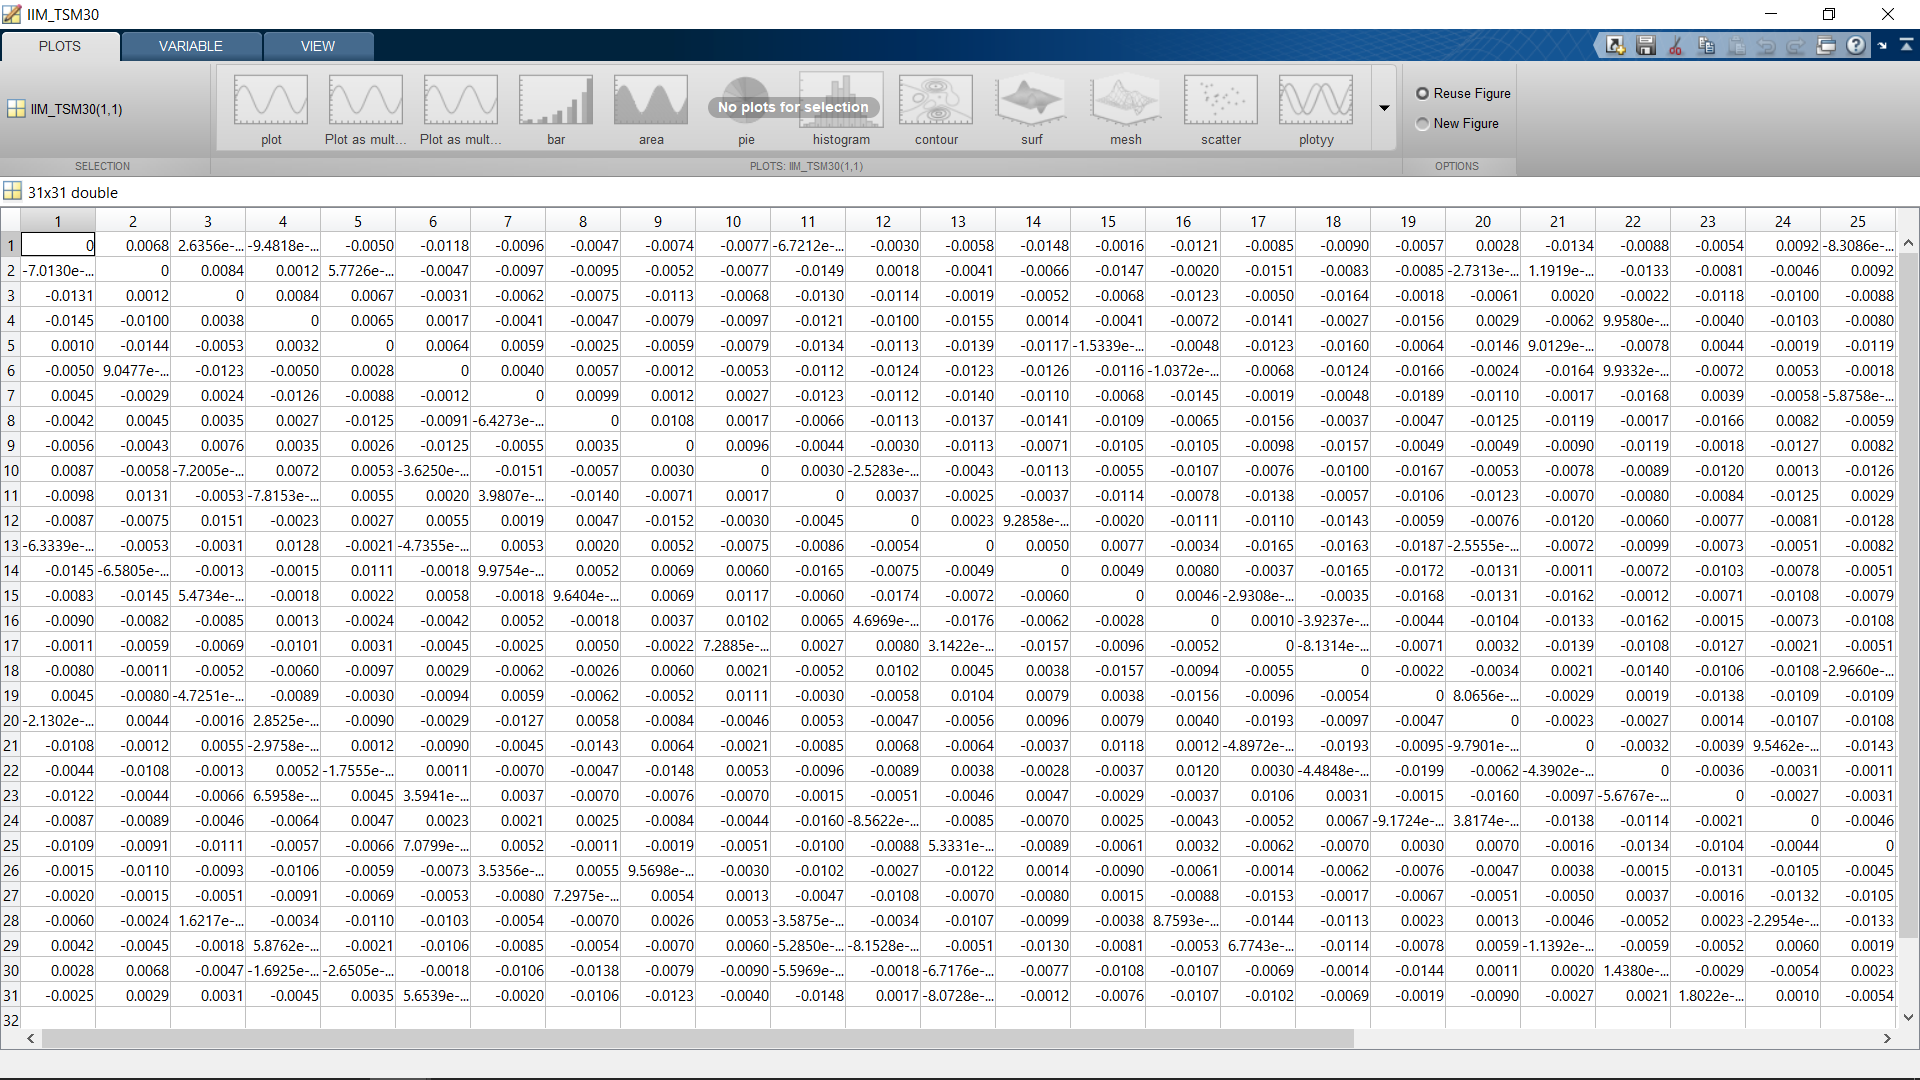 IIM_TSM30
PLOTS VARIABLE VIEW
IIM_TSM30(1,1)
No plots for selection
plot Plot as mult... Plot as mult... bar area pie histogram contour surf mesh scatter plotyy
Reuse Figure
New Figure
SELECTION PLOTS: IIM_TSM30(1,1) OPTIONS
31x31 double
1 2 3 4 5 6 7 8 9 10 11 12 13 14 15 16 17 18 19 20 21 22 23 24 25
1 0 0.0068 2.6356e-... -9.4818e-... -0.0050 -0.0118 -0.0096 -0.0047 -0.0074 -0.0077 -6.7212e-... -0.0030 -0.0058 -0.0148 -0.0016 -0.0121 -0.0085 -0.0090 -0.0057 0.0028 -0.0134 -0.0088 -0.0054 0.0092 -8.3086e-...
2 -7.0130e-... 0 0.0084 0.0012 5.7726e-... -0.0047 -0.0097 -0.0095 -0.0052 -0.0077 -0.0149 0.0018 -0.0041 -0.0066 -0.0147 -0.0020 -0.0151 -0.0083 -0.0085 -2.7313e-... 1.1919e-... -0.0133 -0.0081 -0.0046 0.0092
3 -0.0131 0.0012 0 0.0084 0.0067 -0.0031 -0.0062 -0.0075 -0.0113 -0.0068 -0.0130 -0.0114 -0.0019 -0.0052 -0.0068 -0.0123 -0.0050 -0.0164 -0.0018 -0.0061 0.0020 -0.0022 -0.0118 -0.0100 -0.0088
4 -0.0145 -0.0100 0.0038 0 0.0065 0.0017 -0.0041 -0.0047 -0.0079 -0.0097 -0.0121 -0.0100 -0.0155 0.0014 -0.0041 -0.0072 -0.0141 -0.0027 -0.0156 0.0029 -0.0062 9.9580e-... -0.0040 -0.0103 -0.0080
5 0.0010 -0.0144 -0.0053 0.0032 0 0.0064 0.0059 -0.0025 -0.0059 -0.0079 -0.0134 -0.0113 -0.0139 -0.0117 -1.5339e-... -0.0048 -0.0123 -0.0160 -0.0064 -0.0146 9.0129e-... -0.0078 0.0044 -0.0019 -0.0119
6 -0.0050 9.0477e-... -0.0123 -0.0050 0.0028 0 0.0040 0.0057 -0.0012 -0.0053 -0.0112 -0.0124 -0.0123 -0.0126 -0.0116 -1.0372e-... -0.0068 -0.0124 -0.0166 -0.0024 -0.0164 9.9332e-... -0.0072 0.0053 -0.0018
7 0.0045 -0.0029 0.0024 -0.0126 -0.0088 -0.0012 0 0.0099 0.0012 0.0027 -0.0123 -0.0112 -0.0140 -0.0110 -0.0068 -0.0145 -0.0019 -0.0048 -0.0189 -0.0110 -0.0017 -0.0168 0.0039 -0.0058 -5.8758e-...
8 -0.0042 0.0045 0.0035 0.0027 -0.0125 -0.0091 -6.4273e-... 0 0.0108 0.0017 -0.0066 -0.0113 -0.0137 -0.0141 -0.0109 -0.0065 -0.0156 -0.0037 -0.0047 -0.0125 -0.0119 -0.0017 -0.0166 0.0082 -0.0059
9 -0.0056 -0.0043 0.0076 0.0035 0.0026 -0.0125 -0.0055 0.0035 0 0.0096 -0.0044 -0.0030 -0.0113 -0.0071 -0.0105 -0.0105 -0.0098 -0.0157 -0.0049 -0.0049 -0.0090 -0.0119 -0.0018 -0.0127 0.0082
10 0.0087 -0.0058 -7.2005e-... 0.0072 0.0053 -3.6250e-... -0.0151 -0.0057 0.0030 0 0.0030 -2.5283e-... -0.0043 -0.0113 -0.0055 -0.0107 -0.0076 -0.0100 -0.0167 -0.0053 -0.0078 -0.0089 -0.0120 0.0013 -0.0126
11 -0.0098 0.0131 -0.0053 -7.8153e-... 0.0055 0.0020 3.9807e-... -0.0140 -0.0071 0.0017 0 0.0037 -0.0025 -0.0037 -0.0114 -0.0078 -0.0138 -0.0057 -0.0106 -0.0123 -0.0070 -0.0080 -0.0084 -0.0125 0.0029
12 -0.0087 -0.0075 0.0151 -0.0023 0.0027 0.0055 0.0019 0.0047 -0.0152 -0.0030 -0.0045 0 0.0023 9.2858e-... -0.0020 -0.0111 -0.0110 -0.0143 -0.0059 -0.0076 -0.0120 -0.0060 -0.0077 -0.0081 -0.0128
13 -6.3339e-... -0.0053 -0.0031 0.0128 -0.0021 -4.7355e-... 0.0053 0.0020 0.0052 -0.0075 -0.0086 -0.0054 0 0.0050 0.0077 -0.0034 -0.0165 -0.0163 -0.0187 -2.5555e-... -0.0072 -0.0099 -0.0073 -0.0051 -0.0082
14 -0.0145 -6.5805e-... -0.0013 -0.0015 0.0111 -0.0018 9.9754e-... 0.0052 0.0069 0.0060 -0.0165 -0.0075 -0.0049 0 0.0049 0.0080 -0.0037 -0.0165 -0.0172 -0.0131 -0.0011 -0.0072 -0.0103 -0.0078 -0.0051
15 -0.0083 -0.0145 5.4734e-... -0.0018 0.0022 0.0058 -0.0018 9.6404e-... 0.0069 0.0117 -0.0060 -0.0174 -0.0072 -0.0060 0 0.0046 -2.9308e-... -0.0035 -0.0168 -0.0131 -0.0162 -0.0012 -0.0071 -0.0108 -0.0079
16 -0.0090 -0.0082 -0.0085 0.0013 -0.0024 -0.0042 0.0052 -0.0018 0.0037 0.0102 0.0065 4.6969e-... -0.0176 -0.0062 -0.0028 0 0.0010 -3.9237e-... -0.0044 -0.0104 -0.0133 -0.0162 -0.0015 -0.0073 -0.0108
17 -0.0011 -0.0059 -0.0069 -0.0101 0.0031 -0.0045 -0.0025 0.0050 -0.0022 7.2885e-... 0.0027 0.0080 3.1422e-... -0.0157 -0.0096 -0.0052 0 -8.1314e-... -0.0071 0.0032 -0.0139 -0.0108 -0.0127 -0.0021 -0.0051
18 -0.0080 -0.0011 -0.0052 -0.0060 -0.0097 0.0029 -0.0062 -0.0026 0.0060 0.0021 -0.0052 0.0102 0.0045 0.0038 -0.0157 -0.0094 -0.0055 0 -0.0022 -0.0034 0.0021 -0.0140 -0.0106 -0.0108 -2.9660e-...
19 0.0045 -0.0080 -4.7251e-... -0.0089 -0.0030 -0.0094 0.0059 -0.0062 -0.0052 0.0111 -0.0030 -0.0058 0.0104 0.0079 0.0038 -0.0156 -0.0096 -0.0054 0 8.0656e-... -0.0029 0.0019 -0.0138 -0.0109 -0.0109
20 -2.1302e-... 0.0044 -0.0016 2.8525e-... -0.0090 -0.0029 -0.0127 0.0058 -0.0084 -0.0046 0.0053 -0.0047 -0.0056 0.0096 0.0079 0.0040 -0.0193 -0.0097 -0.0047 0 -0.0023 -0.0027 0.0014 -0.0107 -0.0108
21 -0.0108 -0.0012 0.0055 -2.9758e-... 0.0012 -0.0090 -0.0045 -0.0143 0.0064 -0.0021 -0.0085 0.0068 -0.0064 -0.0037 0.0118 0.0012 -4.8972e-... -0.0193 -0.0095 -9.7901e-... 0 -0.0032 -0.0039 9.5462e-... -0.0143
22 -0.0044 -0.0108 -0.0013 0.0052 -1.7555e-... 0.0011 -0.0070 -0.0047 -0.0148 0.0053 -0.0096 -0.0089 0.0038 -0.0028 -0.0037 0.0120 0.0030 -4.4848e-... -0.0199 -0.0062 -4.3902e-... 0 -0.0036 -0.0031 -0.0011
23 -0.0122 -0.0044 -0.0066 6.5958e-... 0.0045 3.5941e-... 0.0037 -0.0070 -0.0076 -0.0070 -0.0015 -0.0051 -0.0046 0.0047 -0.0029 -0.0037 0.0106 0.0031 -0.0015 -0.0160 -0.0097 -5.6767e-... 0 -0.0027 -0.0031
24 -0.0087 -0.0089 -0.0046 -0.0064 0.0047 0.0023 0.0021 0.0025 -0.0084 -0.0044 -0.0160 -8.5622e-... -0.0085 -0.0070 0.0025 -0.0043 -0.0052 0.0067 -9.1724e-... 3.8174e-... -0.0138 -0.0114 -0.0021 0 -0.0046
25 -0.0109 -0.0091 -0.0111 -0.0057 -0.0066 7.0799e-... 0.0052 -0.0011 -0.0019 -0.0051 -0.0100 -0.0088 5.3331e-... -0.0089 -0.0061 0.0032 -0.0062 -0.0070 0.0030 0.0070 -0.0016 -0.0134 -0.0104 -0.0044 0
26 -0.0015 -0.0110 -0.0093 -0.0106 -0.0059 -0.0073 3.5356e-... 0.0055 9.5698e-... -0.0030 -0.0102 -0.0027 -0.0122 0.0014 -0.0090 -0.0061 -0.0014 -0.0062 -0.0076 -0.0047 0.0038 -0.0015 -0.0131 -0.0105 -0.0045
27 -0.0020 -0.0015 -0.0051 -0.0091 -0.0069 -0.0053 -0.0080 7.2975e-... 0.0054 0.0013 -0.0047 -0.0108 -0.0070 -0.0080 0.0015 -0.0088 -0.0153 -0.0017 -0.0067 -0.0051 -0.0050 0.0037 -0.0016 -0.0132 -0.0105
28 -0.0060 -0.0024 1.6217e-... -0.0034 -0.0110 -0.0103 -0.0054 -0.0070 0.0026 0.0053 -3.5875e-... -0.0034 -0.0107 -0.0099 -0.0038 8.7593e-... -0.0144 -0.0113 0.0023 0.0013 -0.0046 -0.0052 0.0023 -2.2954e-... -0.0133
29 0.0042 -0.0045 -0.0018 5.8762e-... -0.0021 -0.0106 -0.0085 -0.0054 -0.0070 0.0060 -5.2850e-... -8.1528e-... -0.0051 -0.0130 -0.0081 -0.0053 6.7743e-... -0.0114 -0.0078 0.0059 -1.1392e-... -0.0059 -0.0052 0.0060 0.0019
30 0.0028 0.0068 -0.0047 -1.6925e-... -2.6505e-... -0.0018 -0.0106 -0.0138 -0.0079 -0.0090 -5.5969e-... -0.0018 -6.7176e-... -0.0077 -0.0108 -0.0107 -0.0069 -0.0014 -0.0144 0.0011 0.0020 1.4380e-... -0.0029 -0.0054 0.0023
31 -0.0025 0.0029 0.0031 -0.0045 0.0035 5.6539e-... -0.0020 -0.0106 -0.0123 -0.0040 -0.0148 0.0017 -8.0728e-... -0.0012 -0.0076 -0.0107 -0.0102 -0.0069 -0.0019 -0.0090 -0.0027 0.0021 1.8022e-... 0.0010 -0.0054
32